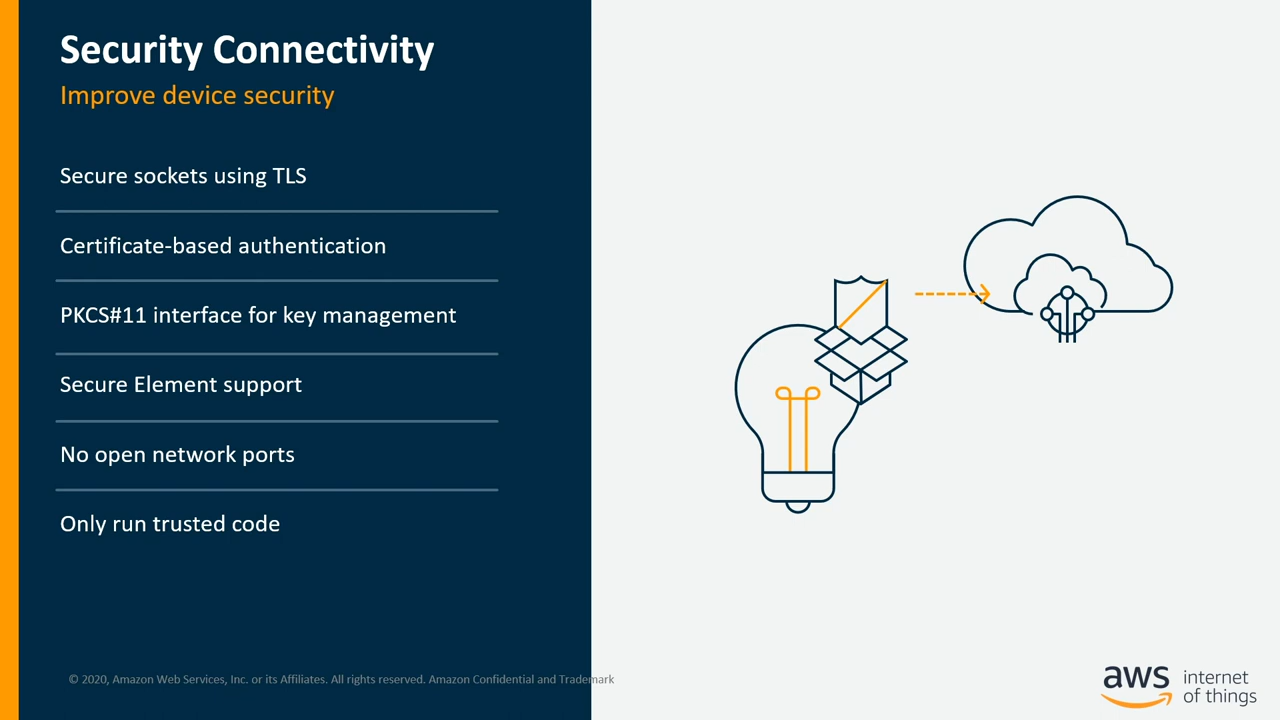 Security Connectivity
Improve device security
Secure sockets using TLS
Certificate-based authentication
PKCS#11 interface for key management
Secure Element support
No open network ports
Only run trusted code
© 2020, Amazon Web Services, Inc. or its Affiliates. All rights reserved. Amazon Confidential and Trademark
aws internet
of things